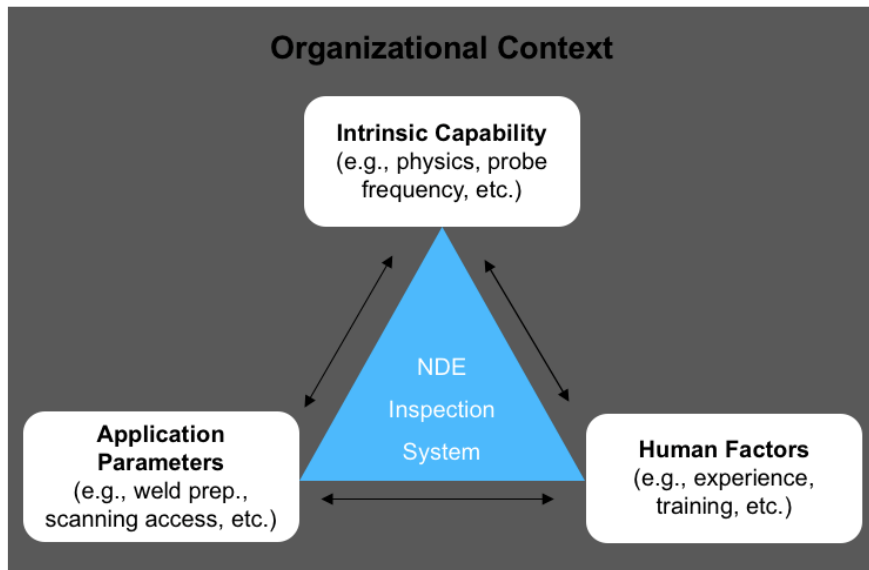 Organizational Context
Intrinsic Capability
(e.g., physics, probe
frequency, etc.)
NDE
Inspection
System
Application
Parameters
(e.g., weld prep.,
scanning access, etc.)
Human Factors
(e.g., experience,
training, etc.)